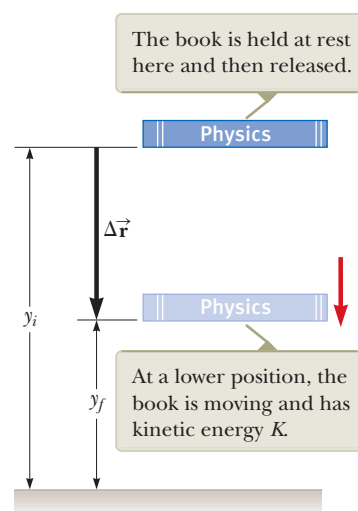 The book is held at rest
here and then released.
Physics
Δr⃗
Physics
yᵢ
y_f
At a lower position, the
book is moving and has
kinetic energy K.